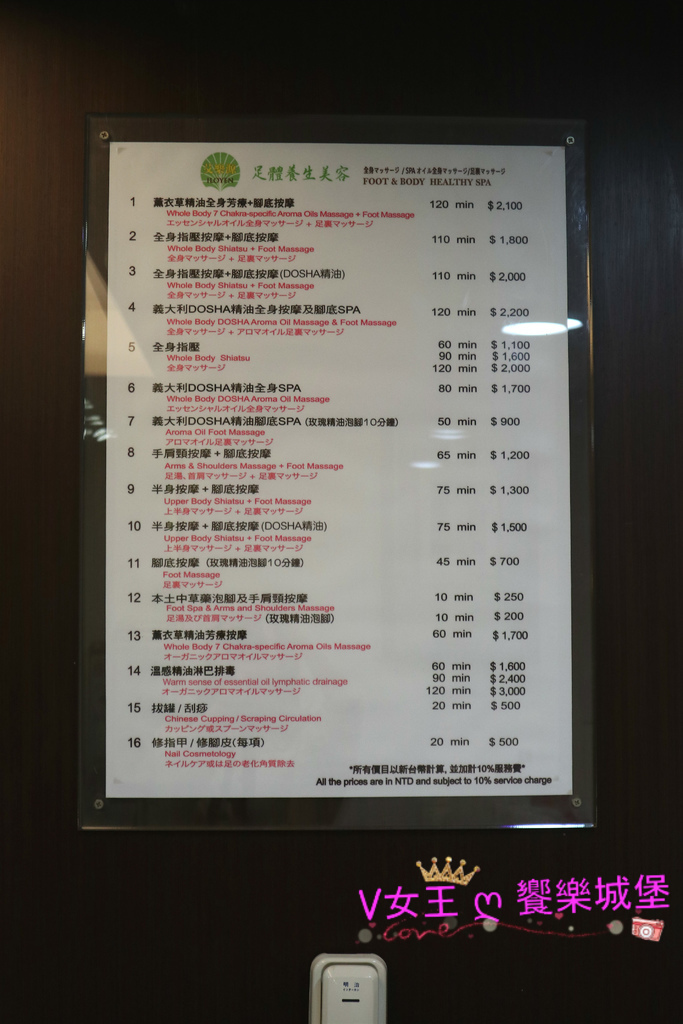 JLOYEN
足體養生美容
全身マッサージ / SPA オイル全身マッサージ/足裏マッサージ
FOOT & BODY HEALTHY SPA
1 薰衣草精油全身芳療+腳底按摩 120 min $ 2,100
Whole Body 7 Chakra-specific Aroma Oils Massage + Foot Massage
エッセンシャルオイル全身マッサージ + 足裏マッサージ
2 全身指壓按摩+腳底按摩 110 min $ 1,800
Whole Body Shiatsu + Foot Massage
全身マッサージ + 足裏マッサージ
3 全身指壓按摩+腳底按摩(DOSHA精油) 110 min $ 2,000
Whole Body Shiatsu + Foot Massage
全身マッサージ + 足裏マッサージ
4 義大利DOSHA精油全身按摩及腳底SPA 120 min $ 2,200
Whole Body DOSHA Aroma Oil Massage & Foot Massage
全身マッサージ + アロマオイル足裏マッサージ
5 全身指壓 60 min $ 1,100
Whole Body Shiatsu 90 min $ 1,600
全身マッサージ 120 min $ 2,000
6 義大利DOSHA精油全身SPA 80 min $ 1,700
Whole Body DOSHA Aroma Oil Massage
エッセンシャルオイル全身マッサージ
7 義大利DOSHA精油腳底SPA (玫瑰精油泡腳10分鐘) 50 min $ 900
Aroma Oil Foot Massage
アロマオイル足裏マッサージ
8 手肩頸按摩 + 腳底按摩 65 min $ 1,200
Arms & Shoulders Massage + Foot Massage
足湯、首肩マッサージ + 足裏マッサージ
9 半身按摩 + 腳底按摩 75 min $ 1,300
Upper Body Shiatsu + Foot Massage
上半身マッサージ + 足裏マッサージ
10 半身按摩 + 腳底按摩(DOSHA精油) 75 min $ 1,500
Upper Body Shiatsu + Foot Massage
上半身マッサージ + 足裏マッサージ
11 腳底按摩 (玫瑰精油泡腳10分鐘) 45 min $ 700
Foot Massage
足裏マッサージ
12 本土中草藥泡腳及手肩頸按摩 10 min $ 250
Foot Spa & Arms and Shoulders Massage
足湯及び首肩マッサージ (玫瑰精油泡腳) 10 min $ 200
13 薰衣草精油芳療按摩 60 min $ 1,700
Whole Body 7 Chakra-specific Aroma Oils Massage
オーガニックアロマオイルマッサージ
14 溫感精油淋巴排毒 60 min $ 1,600
Warm sense of essential oil lymphatic drainage 90 min $ 2,400
オーガニックアロマオイルマッサージ 120 min $ 3,000
15 拔罐 / 刮痧 20 min $ 500
Chinese Cupping / Scraping Circulation
カッピング或スプーンマッサージ
16 修指甲 / 修腳皮(每項) 20 min $ 500
Nail Cosmetology
ネイルケア或は足の老化角質除去
*所有價目以新台幣計算, 並加計10%服務費*
All the prices are in NTD and subject to 10% service charge
V女王 ღ 饗樂城堡
Love